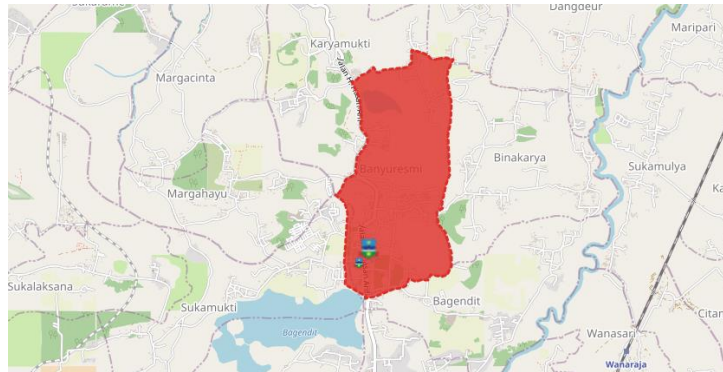 Dangdeur
Maripari
Karyamukti
Margacinta
Banyuresmi
Binakarya
Sukamulya
Margahayu
Sukalaksana
Sukamukti
Bagendit
Bagendit
Wanasari
Wanaraja